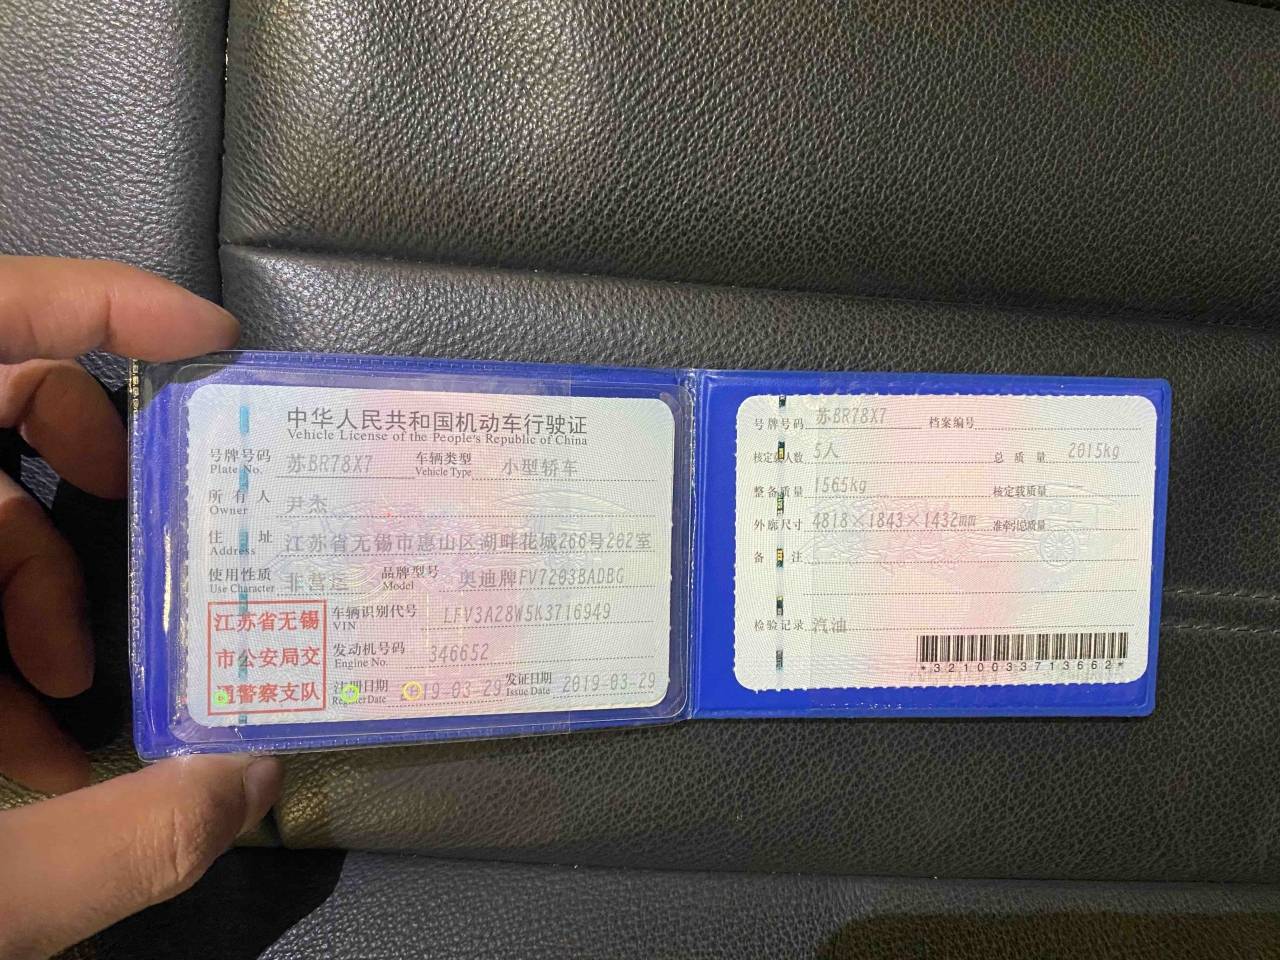 中华人民共和国机动车行驶证
Vehicle License of the People's Republic of China
号牌号码 苏BR78X7 车辆类型 小型轿车
Plate No. Vehicle Type
所有人 尹杰
Owner
住址 江苏省无锡市惠山区湖畔花城266号202室
Address
使用性质 非营运 品牌型号 奥迪牌FV7203BADBG
Use Character Model
江苏省无锡
市公安局交
通警察支队
车辆识别代号 LFV3A28W5K3716949
VIN
发动机号码 346652
Engine No.
注册日期 19-03-29 发证日期 2019-03-29
Register Date Issue Date
号牌号码 苏BR78X7 档案编号
核定载人数 5人 总质量 2015kg
整备质量 1565kg 核定载质量
外廓尺寸 4818×1843×1432mm 准牵引总质量
备注
检验记录 汽油
*3210033713662*